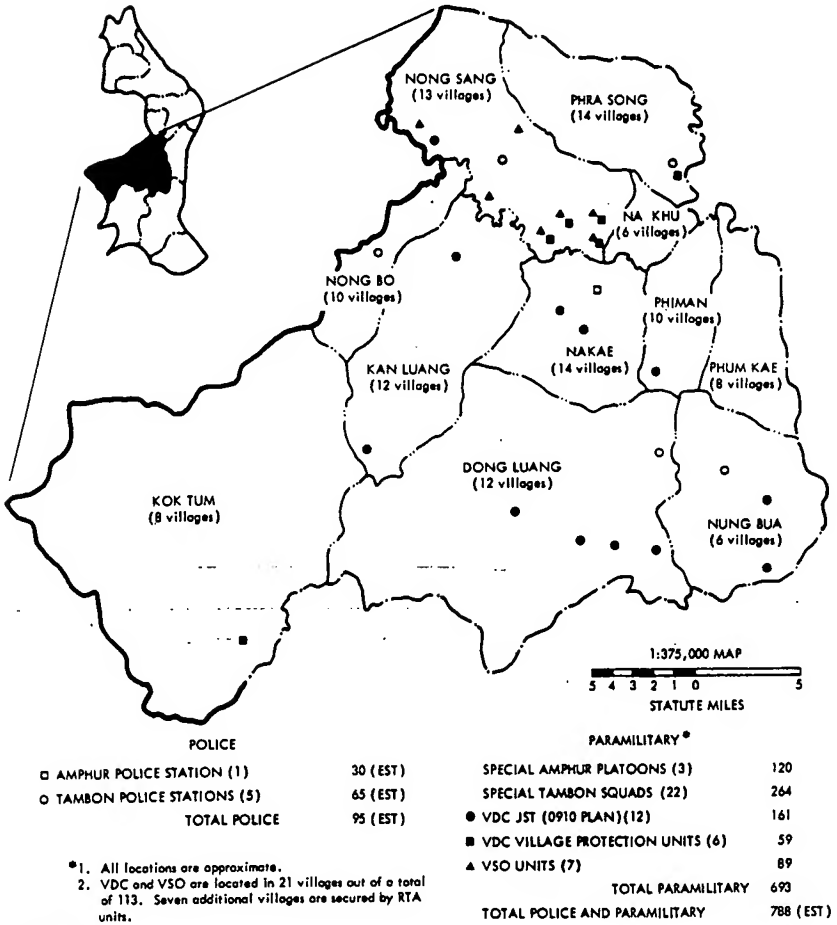 NONG SANG
(13 villages)
PHRA SONG
(14 villages)
NA KHU
(6 villages)
NONG BO
(10 villages)
PHIMAN
(10 villages)
KAN LUANG
(12 villages)
NAKAE
(14 villages)
PHUM KAE
(8 villages)
KOK TUM
(8 villages)
DONG LUANG
(12 villages)
NUNG BUA
(6 villages)
1:375,000 MAP
5 4 3 2 1 0 5
STATUTE MILES
POLICE
□ AMPHUR POLICE STATION (1) 30 (EST)
○ TAMBON POLICE STATIONS (5) 65 (EST)
TOTAL POLICE 95 (EST)
*1. All locations are approximate.
2. VDC and VSO are located in 21 villages out of a total
of 113. Seven additional villages are secured by RTA
units.
PARAMILITARY*
SPECIAL AMPHUR PLATOONS (3) 120
SPECIAL TAMBON SQUADS (22) 264
● VDC JST (0910 PLAN)(12) 161
■ VDC VILLAGE PROTECTION UNITS (6) 59
▲ VSO UNITS (7) 89
TOTAL PARAMILITARY 693
TOTAL POLICE AND PARAMILITARY 788 (EST)